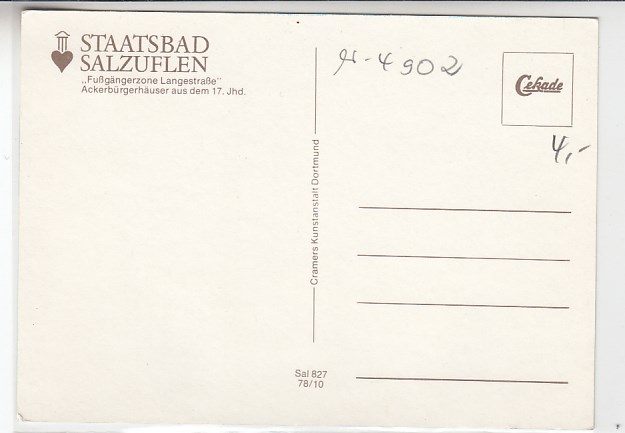 STAATSBAD
SALZUFLEN
„Fußgängerzone Langestraße"
Ackerbürgerhäuser aus dem 17. Jhd.
4902
Cekade
4,-
Cramers Kunstanstalt Dortmund
Sal 827
78/10